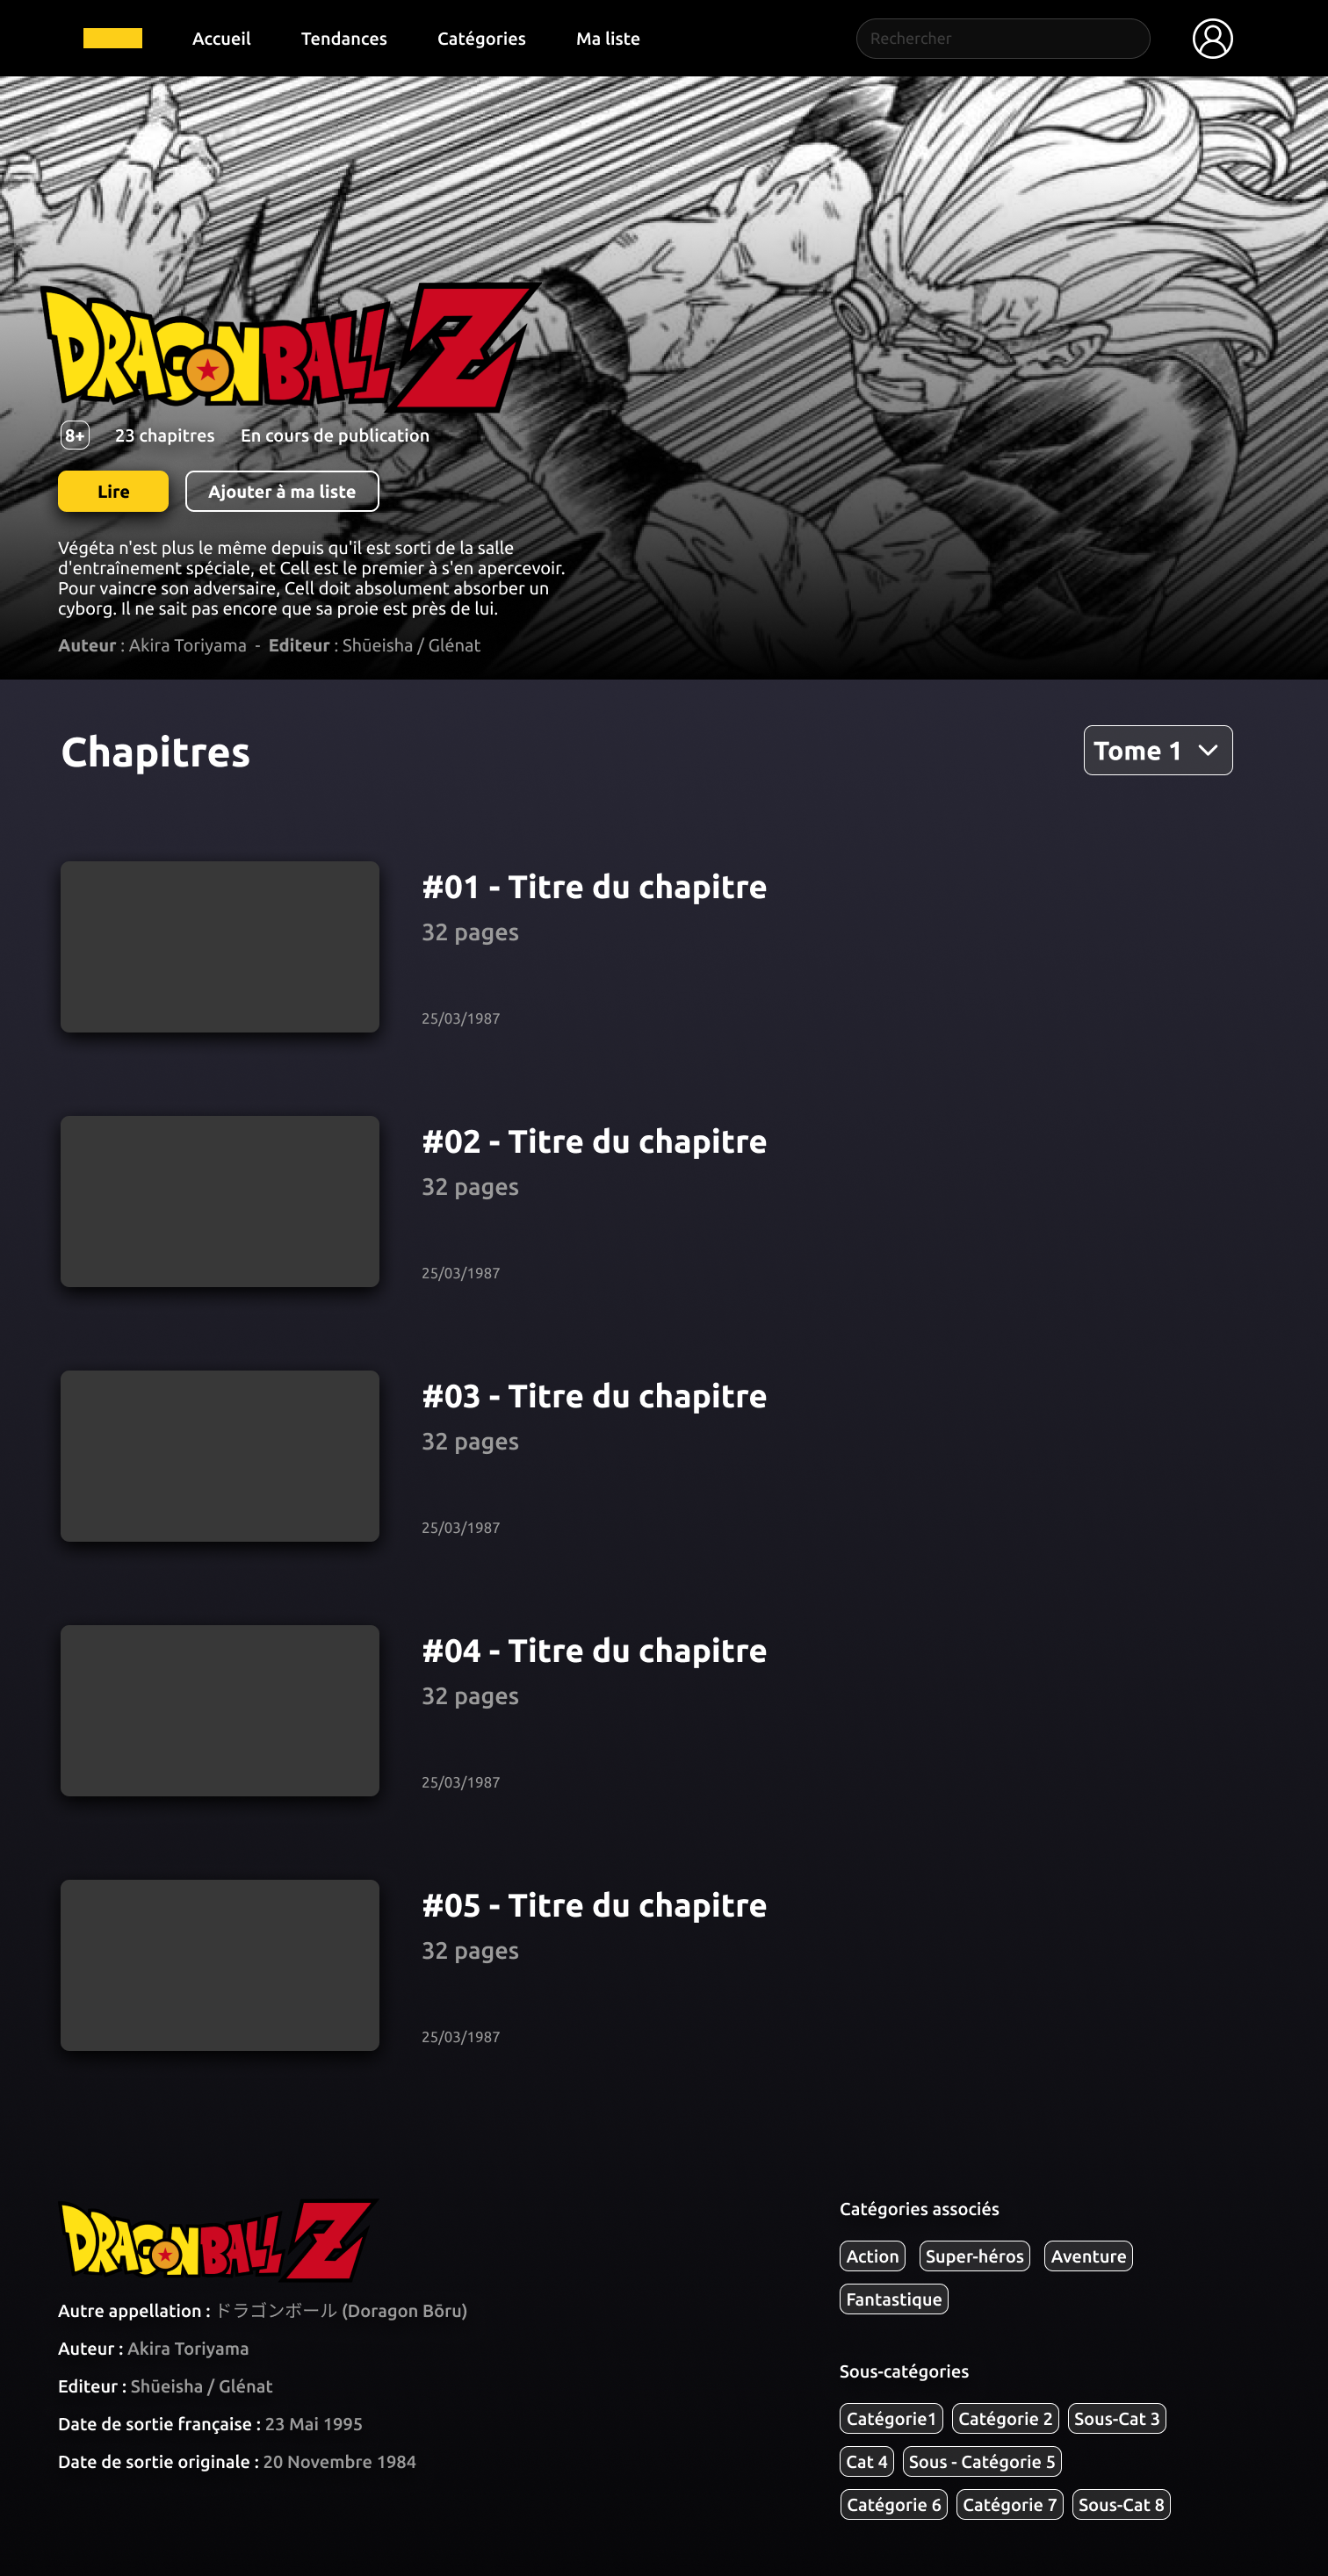 Accueil Tendances Catégories Ma liste Rechercher
DRAGONBALL Z
8+ 23 chapitres En cours de publication
Lire Ajouter à ma liste
Végéta n'est plus le même depuis qu'il est sorti de la salle
d'entraînement spéciale, et Cell est le premier à s'en apercevoir.
Pour vaincre son adversaire, Cell doit absolument absorber un
cyborg. Il ne sait pas encore que sa proie est près de lui.
Auteur : Akira Toriyama - Editeur : Shūeisha / Glénat
Chapitres
Tome 1
#01 - Titre du chapitre
32 pages
25/03/1987
#02 - Titre du chapitre
32 pages
25/03/1987
#03 - Titre du chapitre
32 pages
25/03/1987
#04 - Titre du chapitre
32 pages
25/03/1987
#05 - Titre du chapitre
32 pages
25/03/1987
DRAGONBALL Z
Autre appellation : ドラゴンボール (Doragon Bōru)
Auteur : Akira Toriyama
Editeur : Shūeisha / Glénat
Date de sortie française : 23 Mai 1995
Date de sortie originale : 20 Novembre 1984
Catégories associés
Action Super-héros Aventure
Fantastique
Sous-catégories
Catégorie1 Catégorie 2 Sous-Cat 3
Cat 4 Sous - Catégorie 5
Catégorie 6 Catégorie 7 Sous-Cat 8